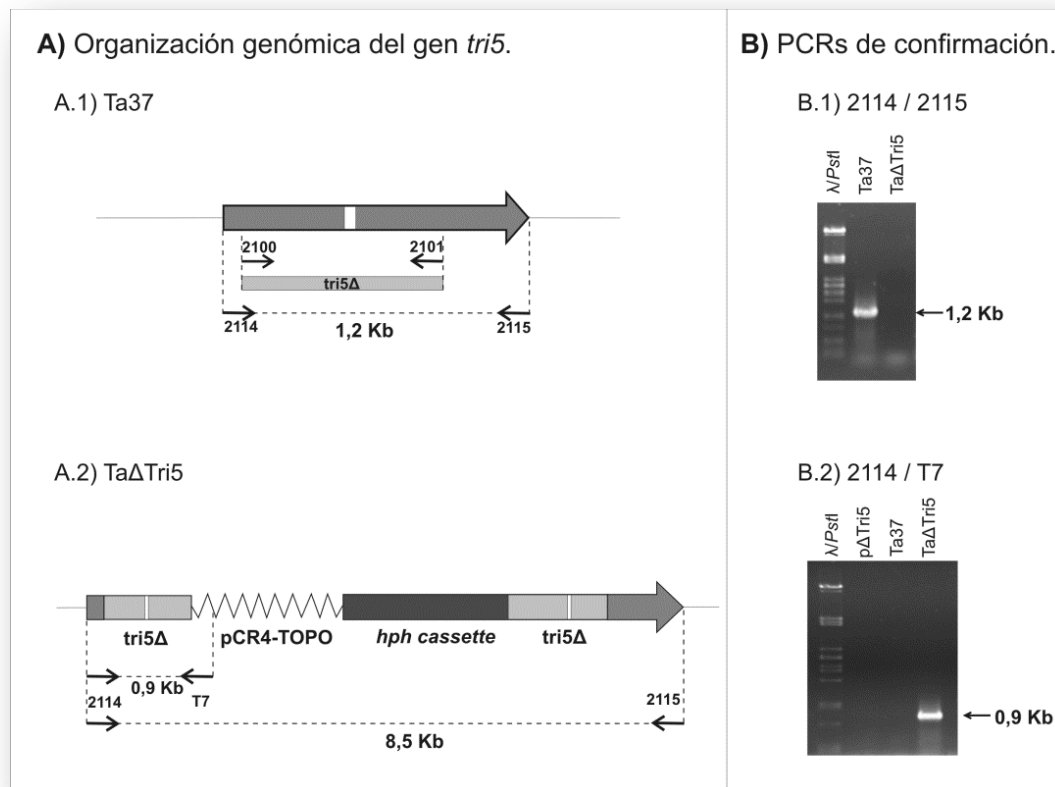 A) Organización genómica del gen tri5.
A.1) Ta37
2100
2101
tri5Δ
2114
1,2 Kb
2115
A.2) TaΔTri5
tri5Δ
pCR4-TOPO
hph cassette
tri5Δ
0,9 Kb
2114
T7
2115
8,5 Kb
B) PCRs de confirmación.
B.1) 2114 / 2115
λ/PstI
Ta37
TaΔTri5
1,2 Kb
B.2) 2114 / T7
λ/PstI
pΔTri5
Ta37
TaΔTri5
0,9 Kb